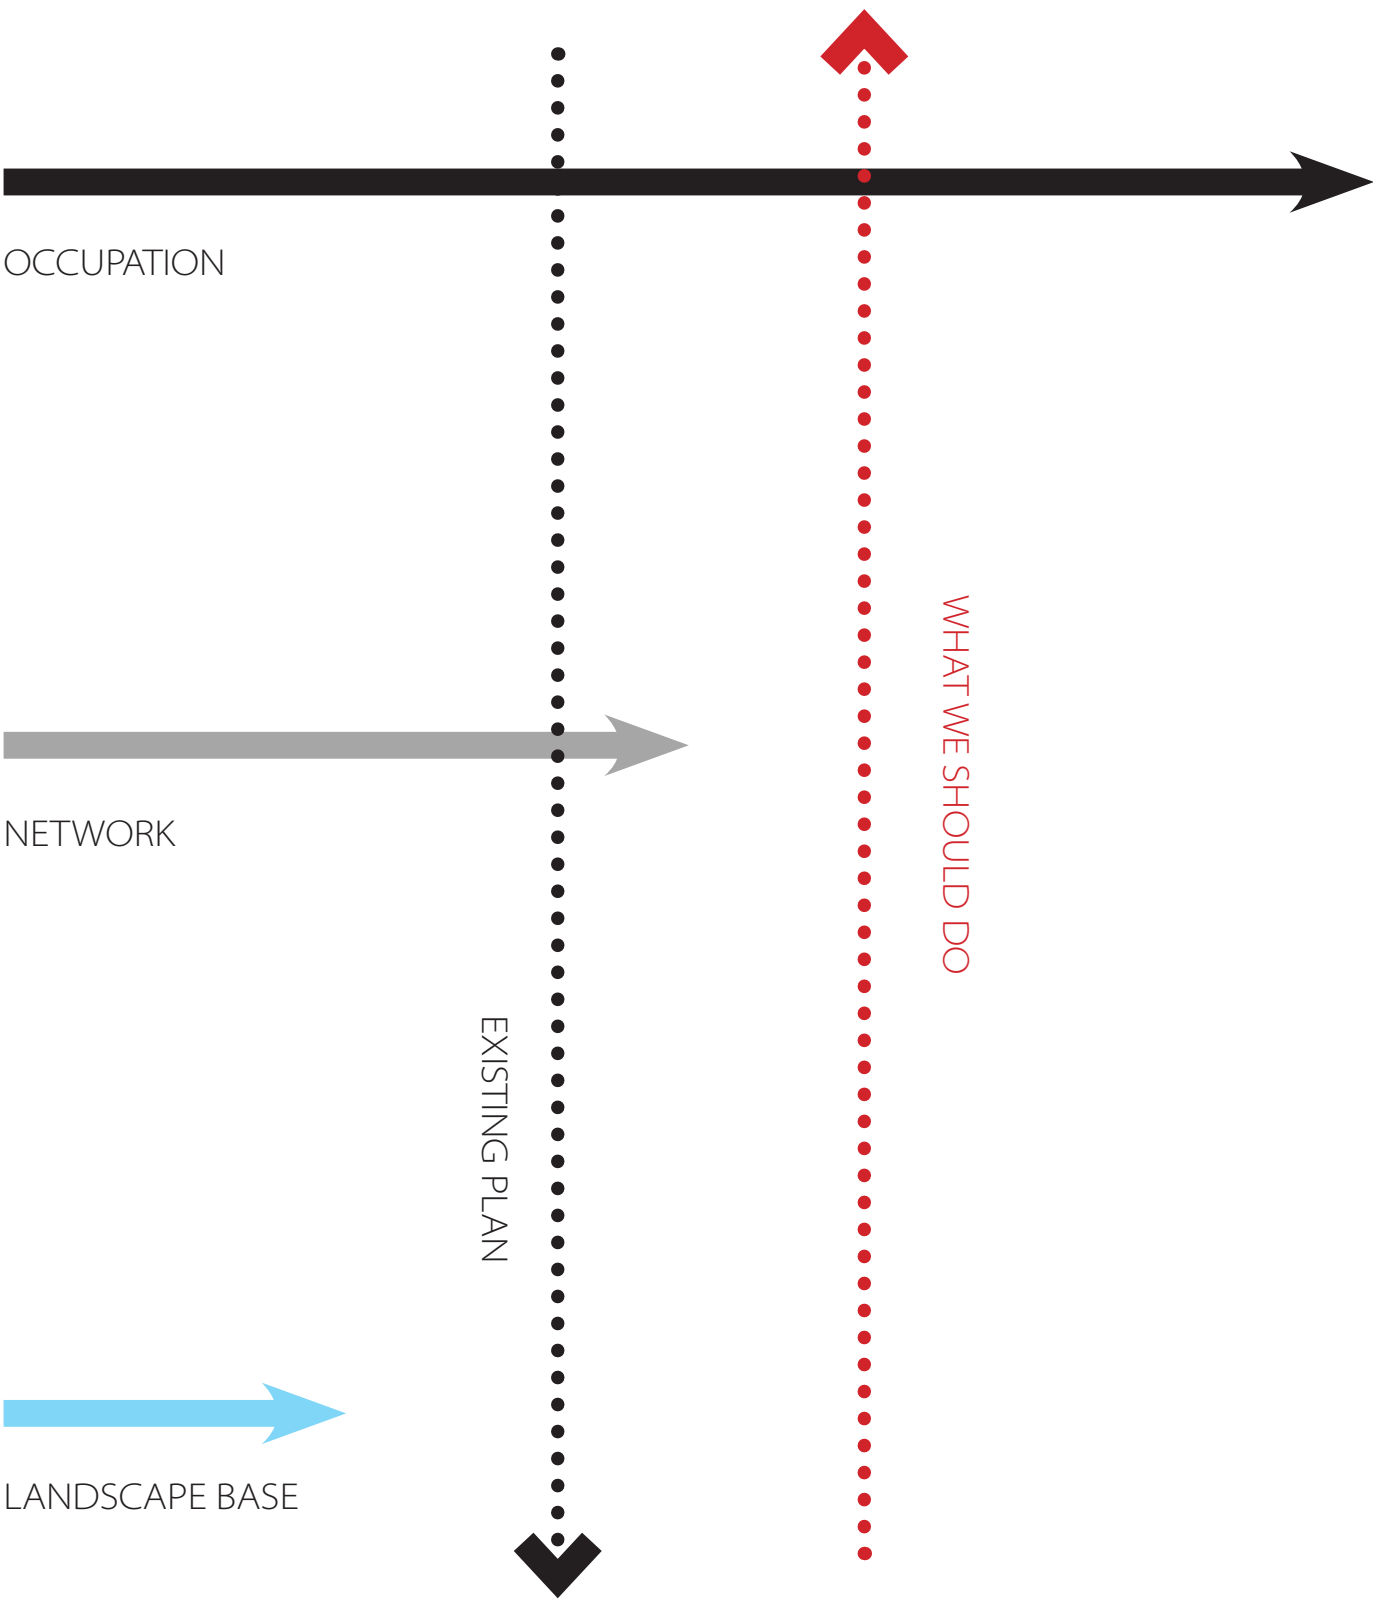 OCCUPATION
WHAT WE SHOULD DO
NETWORK
EXISTING PLAN
LANDSCAPE BASE